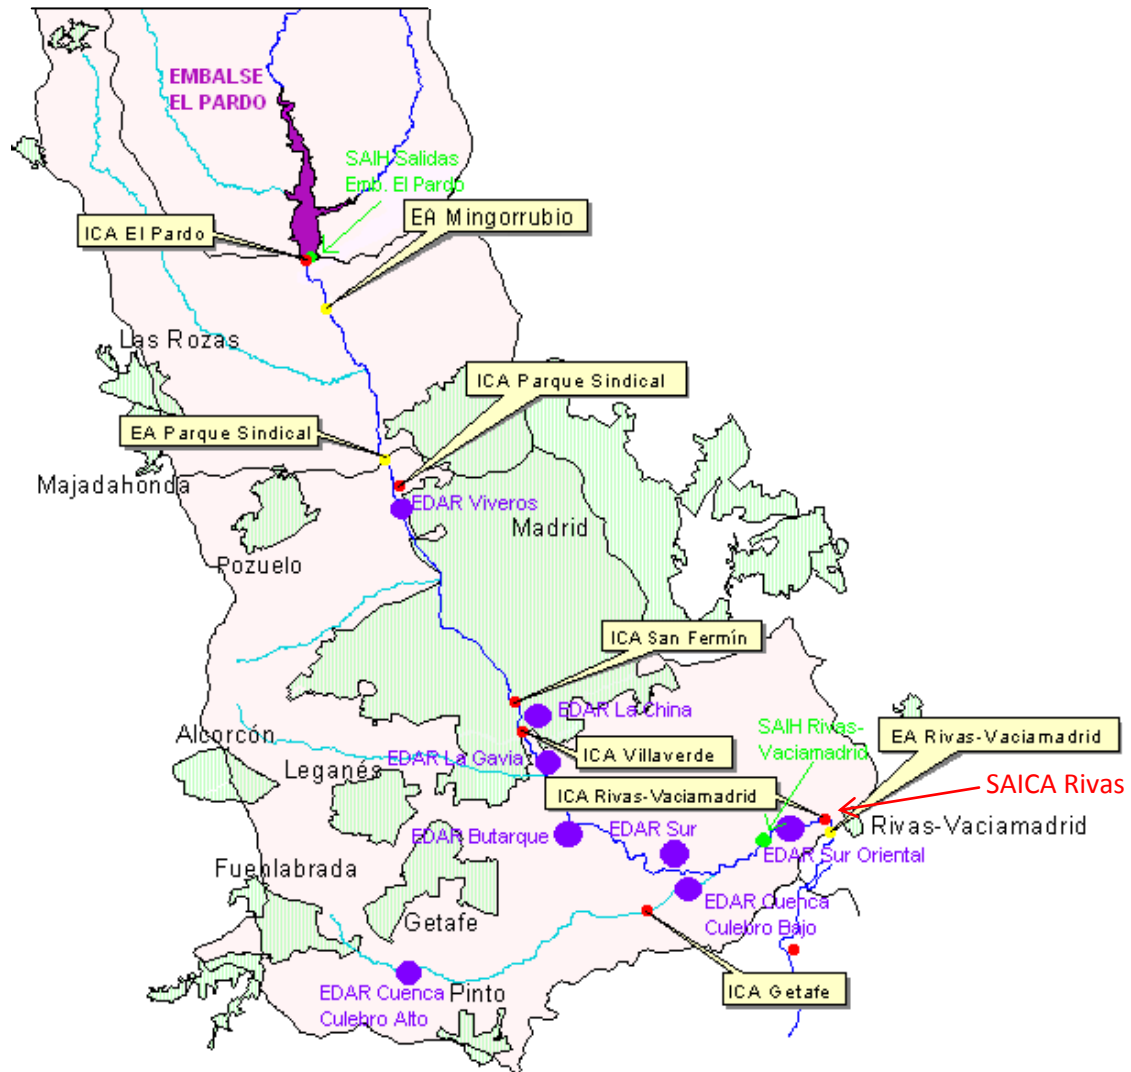 EMBALSE
EL PARDO
SAIH Salidas
Emb. El Pardo
EA Mingorrubio
ICA El Pardo
Las Rozas
ICA Parque Sindical
EA Parque Sindical
Majadahonda
EDAR Viveros
Madrid
Pozuelo
ICA San Fermín
EDAR La China
SAIH Rivas-
Vaciamadrid
EA Rivas-Vaciamadrid
Alcorcón
EDAR La Gavia
ICA Villaverde
Leganés
ICA Rivas-Vaciamadrid
SAICA Rivas
EDAR Butarque
EDAR Sur
Rivas-Vaciamadrid
EDAR Sur Oriental
Fuenlabrada
EDAR Cuenca
Culebro Bajo
Getafe
ICA Getafe
EDAR Cuenca
Culebro Alto
Pinto